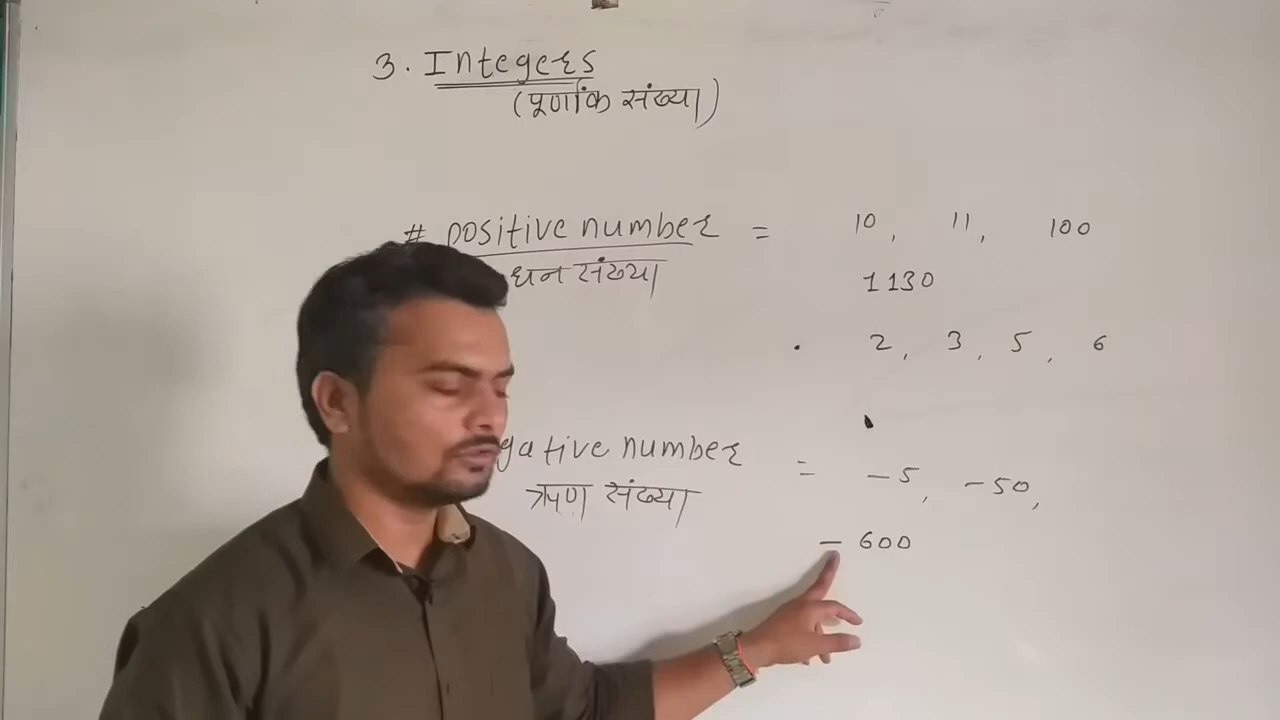 3. Integers
(पूर्णांक संख्या)
# positive number = 10, 11, 100
धन संख्या 1130
2, 3, 5, 6
gative number = -5, -50,
ऋण संख्या
- 600